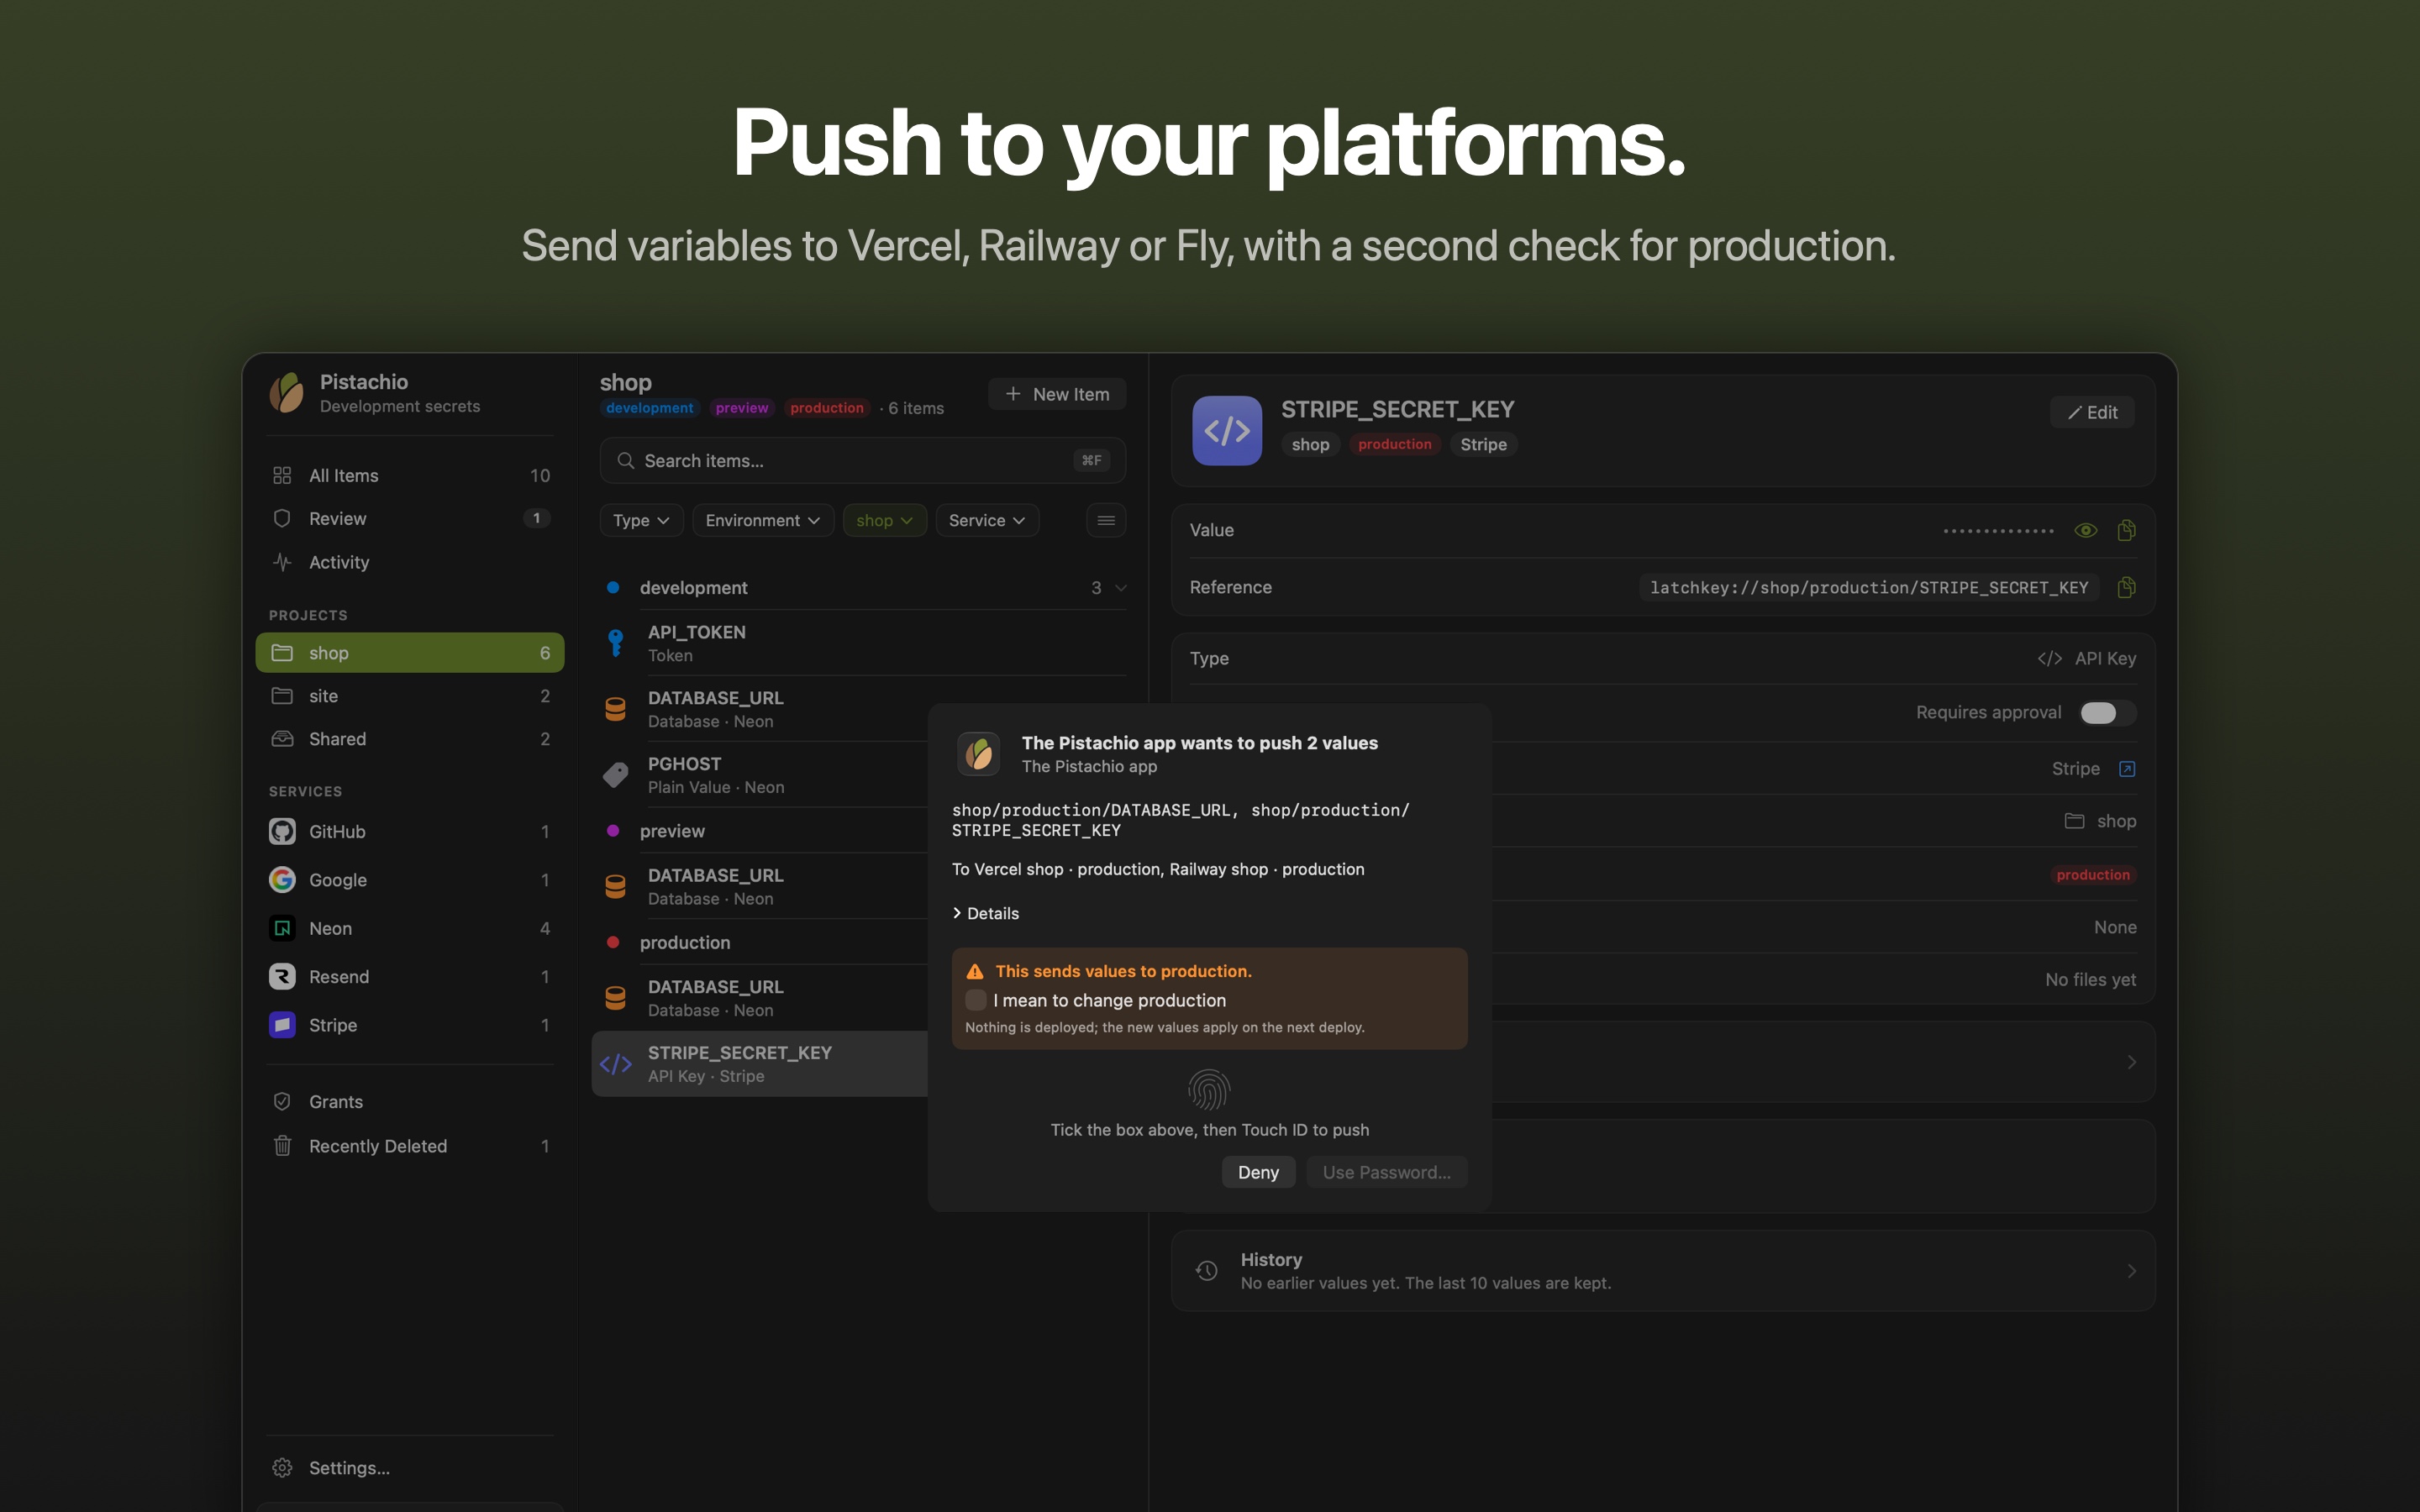 Push to your platforms.
Send variables to Vercel, Railway or Fly, with a second check for production.
Pistachio
Development secrets
All Items 10
Review 1
Activity
PROJECTS
shop 6
site 2
Shared 2
SERVICES
GitHub 1
Google 1
Neon 4
Resend 1
Stripe 1
Grants
Recently Deleted 1
Settings...
shop
development preview production · 6 items
+ New Item
Search items... ⌘F
Type Environment shop Service
development 3
API_TOKEN
Token
DATABASE_URL
Database · Neon
PGHOST
Plain Value · Neon
preview
DATABASE_URL
Database · Neon
production
DATABASE_URL
Database · Neon
STRIPE_SECRET_KEY
API Key · Stripe
STRIPE_SECRET_KEY
shop production Stripe
Edit
Value ••••••••••••••
Reference latchkey://shop/production/STRIPE_SECRET_KEY
Type </> API Key
Requires approval
Stripe
shop
production
None
No files yet
History
No earlier values yet. The last 10 values are kept.
The Pistachio app wants to push 2 values
The Pistachio app
shop/production/DATABASE_URL, shop/production/
STRIPE_SECRET_KEY
To Vercel shop · production, Railway shop · production
Details
This sends values to production.
I mean to change production
Nothing is deployed; the new values apply on the next deploy.
Tick the box above, then Touch ID to push
Deny Use Password...